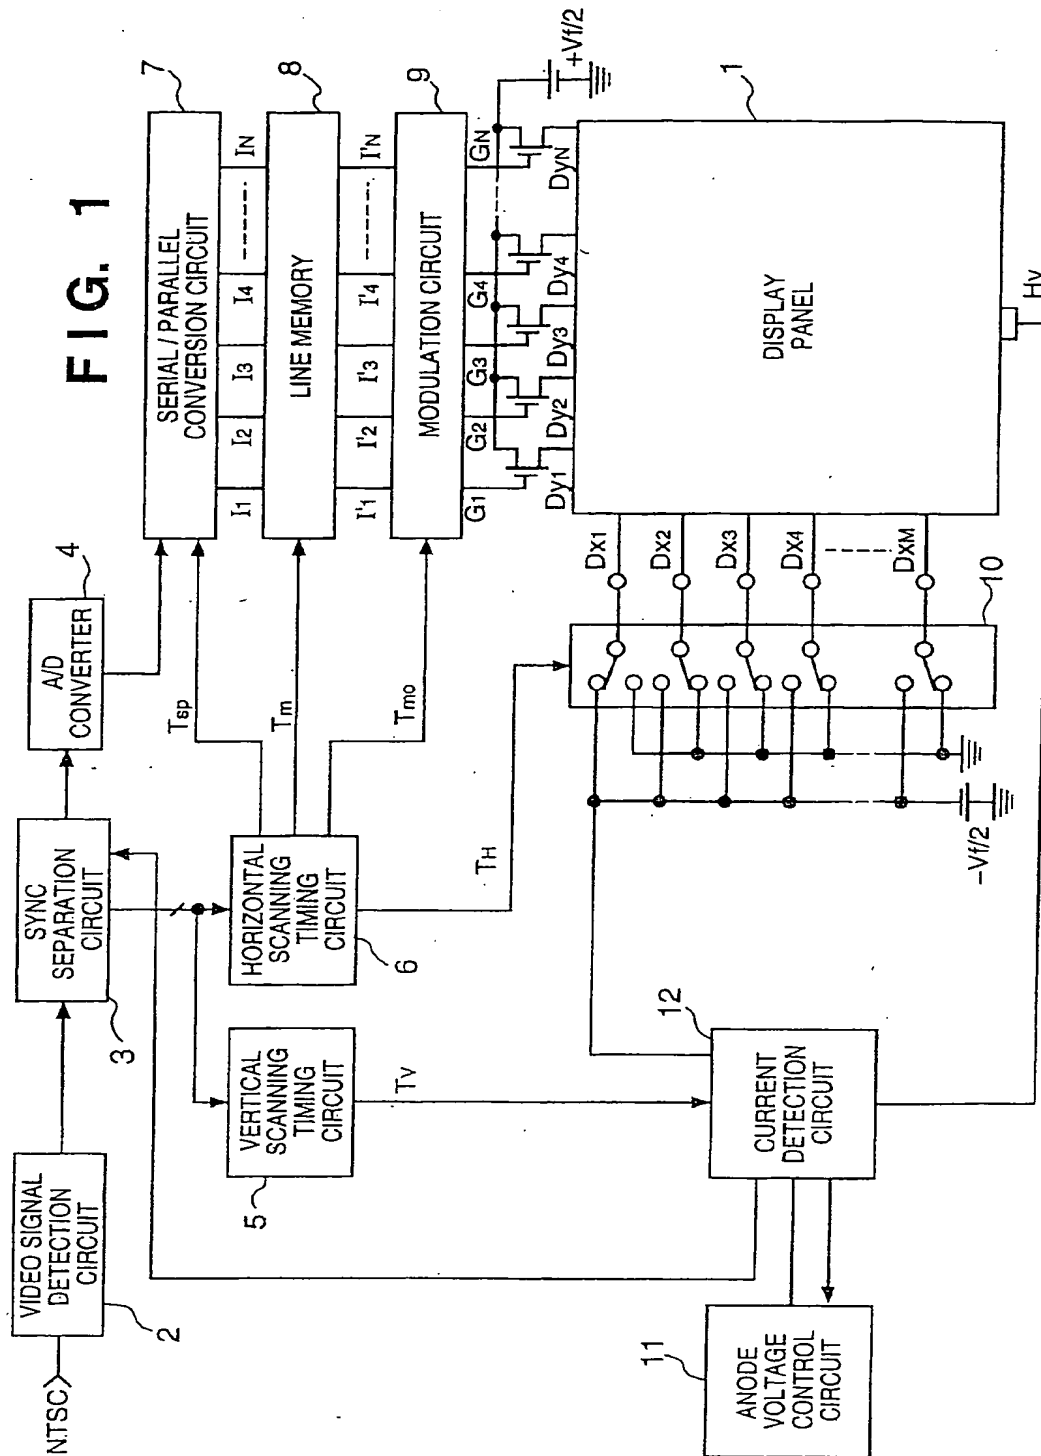 FIG. 1
NTSC
VIDEO SIGNAL
DETECTION
CIRCUIT
2
SYNC
SEPARATION
CIRCUIT
3
A/D
CONVERTER
4
VERTICAL
SCANNING
TIMING
CIRCUIT
5
HORIZONTAL
SCANNING
TIMING
CIRCUIT
6
Tsp
Tm
Tmo
TH
TV
SERIAL / PARALLEL
CONVERSION CIRCUIT
7
I1 I2 I3 I4 IN
LINE MEMORY
8
I'1 I'2 I'3 I'4 I'N
MODULATION CIRCUIT
9
G1 G2 G3 G4 GN
+Vf/2
Dy1 Dy2 Dy3 Dy4 DyN
DISPLAY
PANEL
1
Hv
DX1
DX2
DX3
DX4
DXM
10
-Vf/2
CURRENT
DETECTION
CIRCUIT
12
ANODE
VOLTAGE
CONTROL
CIRCUIT
11